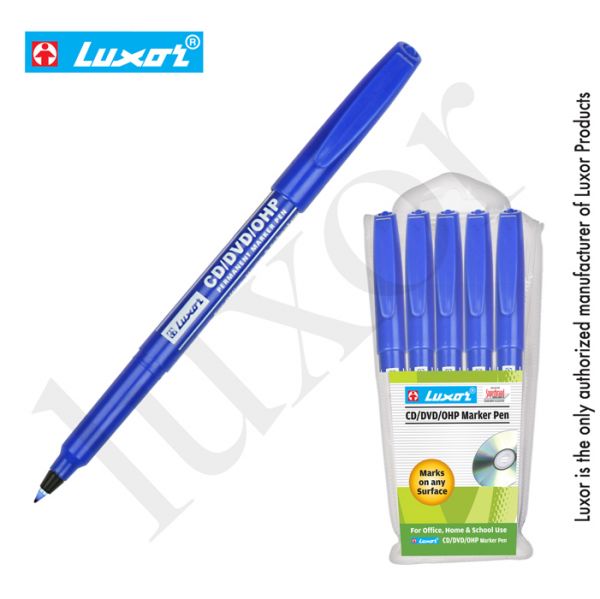 Luxor®
CD/DVD/OHP
PERMANENT MARKER PEN
Luxor
luxor
Luxor
CD/DVD/OHP Marker Pen
Marks
on any
Surface
For Office, Home & School Use
Luxor CD/DVD/OHP Marker Pen
Luxor is the only authorized manufacturer of Luxor Products